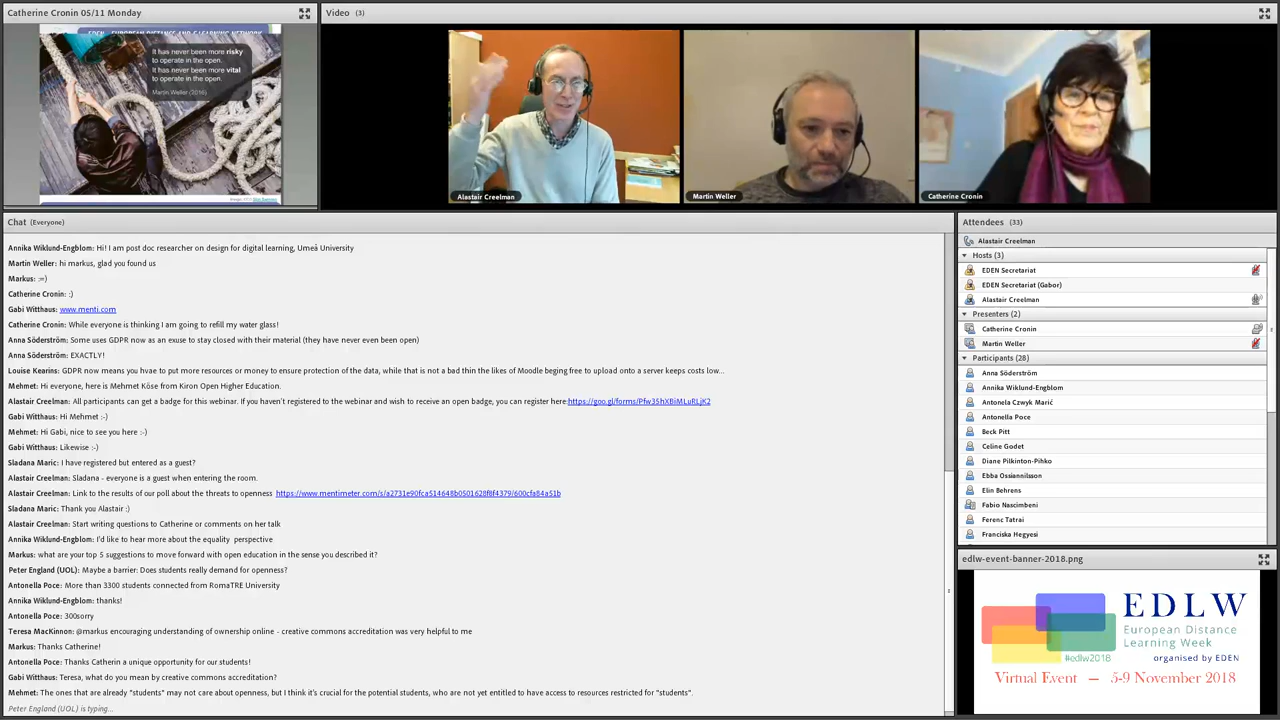 Catherine Cronin 05/11 Monday
EDEN - EUROPEAN DISTANCE AND E-LEARNING NETWORK
It has never been more risky
to operate in the open.
It has never been more vital
to operate in the open.
Martin Weller (2016)
Video (3)
Alastair Creelman
Martin Weller
Catherine Cronin
Chat (Everyone)
Annika Wiklund-Engblom: Hi! I am post doc researcher on design for digital learning, Umeå University
Martin Weller: hi markus, glad you found us
Markus: :=)
Catherine Cronin: :)
Gabi Witthaus: www.menti.com
Catherine Cronin: While everyone is thinking I am going to refill my water glass!
Anna Söderström: Some uses GDPR now as an excuse to stay closed with their material (they have never even been open)
Anna Söderström: EXACTLY!
Louise Kearins: GDPR now means you hvae to put more resources or money to ensure protection of the data, while that is not a bad thin the likes of Moodle beging free to upload onto a server keeps costs low...
Mehmet: Hi everyone, here is Mehmet Köse from Kiron Open Higher Education.
Alastair Creelman: All participants can get a badge for this webinar. If you haven't registered to the webinar and wish to receive an open badge, you can register here:https://goo.gl/forms/Pfw35hXBiMLuRLjK2
Gabi Witthaus: Hi Mehmet :-)
Mehmet: Hi Gabi, nice to see you here :-)
Gabi Witthaus: Likewise :-)
Sladana Maric: I have registered but entered as a guest?
Alastair Creelman: Sladana - everyone is a guest when entering the room.
Alastair Creelman: Link to the results of our poll about the threats to openness https://www.mentimeter.com/s/a2731e90fca514648b0501628f8f4379/600cfa84a51b
Sladana Maric: Thank you Alastair :)
Alastair Creelman: Start writing questions to Catherine or comments on her talk
Annika Wiklund-Engblom: I'd like to hear more about the equality perspective
Markus: what are your top 5 suggestions to move forward with open education in the sense you described it?
Peter England (UOL): Maybe a barrier: Does students really demand for openness?
Antonella Poce: More than 3300 students connected from RomaTRE University
Annika Wiklund-Engblom: thanks!
Antonella Poce: 300sorry
Teresa MacKinnon: @markus encouraging understanding of ownership online - creative commons accreditation was very helpful to me
Markus: Thanks Catherine!
Antonella Poce: Thanks Catherin a unique opportunity for our students!
Gabi Witthaus: Teresa, what do you mean by creative commons accreditation?
Mehmet: The ones that are already "students" may not care about openness, but I think it's crucial for the potential students, who are not yet entitled to have access to resources restricted for "students".
Peter England (UOL) is typing...
Attendees (33)
Alastair Creelman
Hosts (3)
EDEN Secretariat
EDEN Secretariat (Gabor)
Alastair Creelman
Presenters (2)
Catherine Cronin
Martin Weller
Participants (28)
Anna Söderström
Annika Wiklund-Engblom
Antonela Czwyk Marić
Antonella Poce
Beck Pitt
Celine Godet
Diane Pilkinton-Pihko
Ebba Ossiannilsson
Elin Behrens
Fabio Nascimbeni
Ferenc Tatrai
Franciska Hegyesi
edlw-event-banner-2018.png
EDLW
European Distance
Learning Week
#edlw2018
organised by EDEN
Virtual Event — 5-9 November 2018